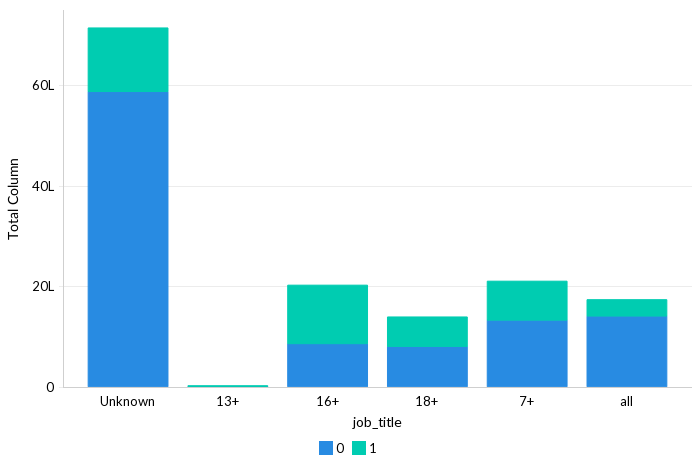 Total Column
60L
40L
20L
0
Unknown
13+
16+
18+
7+
all
job_title
0
1